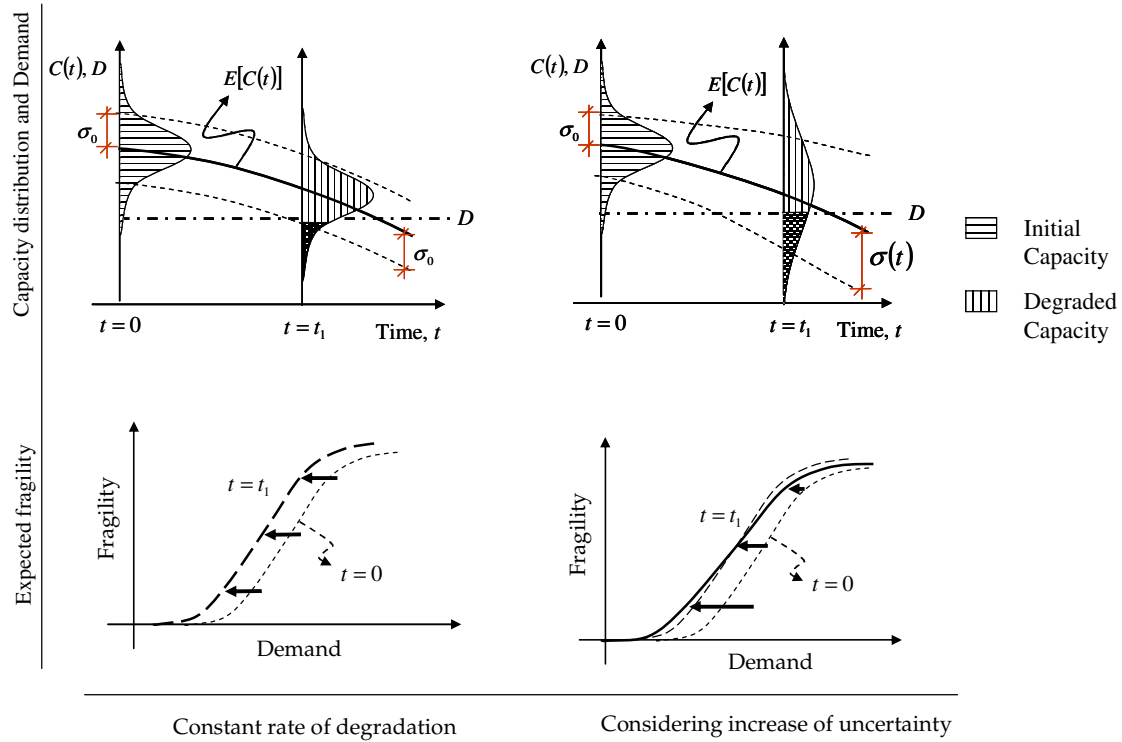 Capacity distribution and Demand
C(t), D
E[C(t)]
σ₀
D
σ₀
t = 0
t = t₁
Time, t
C(t), D
E[C(t)]
σ₀
D
σ(t)
t = 0
t = t₁
Time, t
Initial
Capacity
Degraded
Capacity
Expected fragility
Fragility
t = t₁
t = 0
Demand
Fragility
t = t₁
t = 0
Demand
Constant rate of degradation
Considering increase of uncertainty